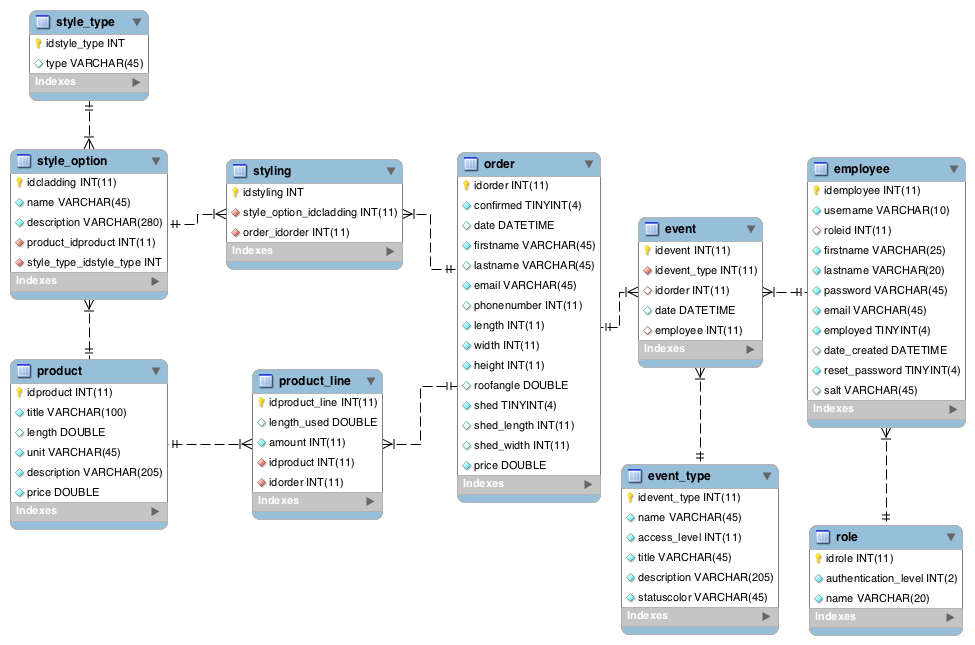 style_type
idstyle_type INT
type VARCHAR(45)
Indexes
style_option
idcladding INT(11)
name VARCHAR(45)
description VARCHAR(280)
product_idproduct INT(11)
style_type_idstyle_type INT
Indexes
styling
idstyling INT
style_option_idcladding INT(11)
order_idorder INT(11)
Indexes
order
idorder INT(11)
confirmed TINYINT(4)
date DATETIME
firstname VARCHAR(45)
lastname VARCHAR(45)
email VARCHAR(45)
phonenumber INT(11)
length INT(11)
width INT(11)
height INT(11)
roofangle DOUBLE
shed TINYINT(4)
shed_length INT(11)
shed_width INT(11)
price DOUBLE
Indexes
event
idevent INT(11)
idevent_type INT(11)
idorder INT(11)
date DATETIME
employee INT(11)
Indexes
employee
idemployee INT(11)
username VARCHAR(10)
roleid INT(11)
firstname VARCHAR(25)
lastname VARCHAR(20)
password VARCHAR(45)
email VARCHAR(45)
employed TINYINT(4)
date_created DATETIME
reset_password TINYINT(4)
salt VARCHAR(45)
Indexes
product
idproduct INT(11)
title VARCHAR(100)
length DOUBLE
unit VARCHAR(45)
description VARCHAR(205)
price DOUBLE
Indexes
product_line
idproduct_line INT(11)
length_used DOUBLE
amount INT(11)
idproduct INT(11)
idorder INT(11)
Indexes
event_type
idevent_type INT(11)
name VARCHAR(45)
access_level INT(11)
title VARCHAR(45)
description VARCHAR(205)
statuscolor VARCHAR(45)
Indexes
role
idrole INT(11)
authentication_level INT(2)
name VARCHAR(20)
Indexes